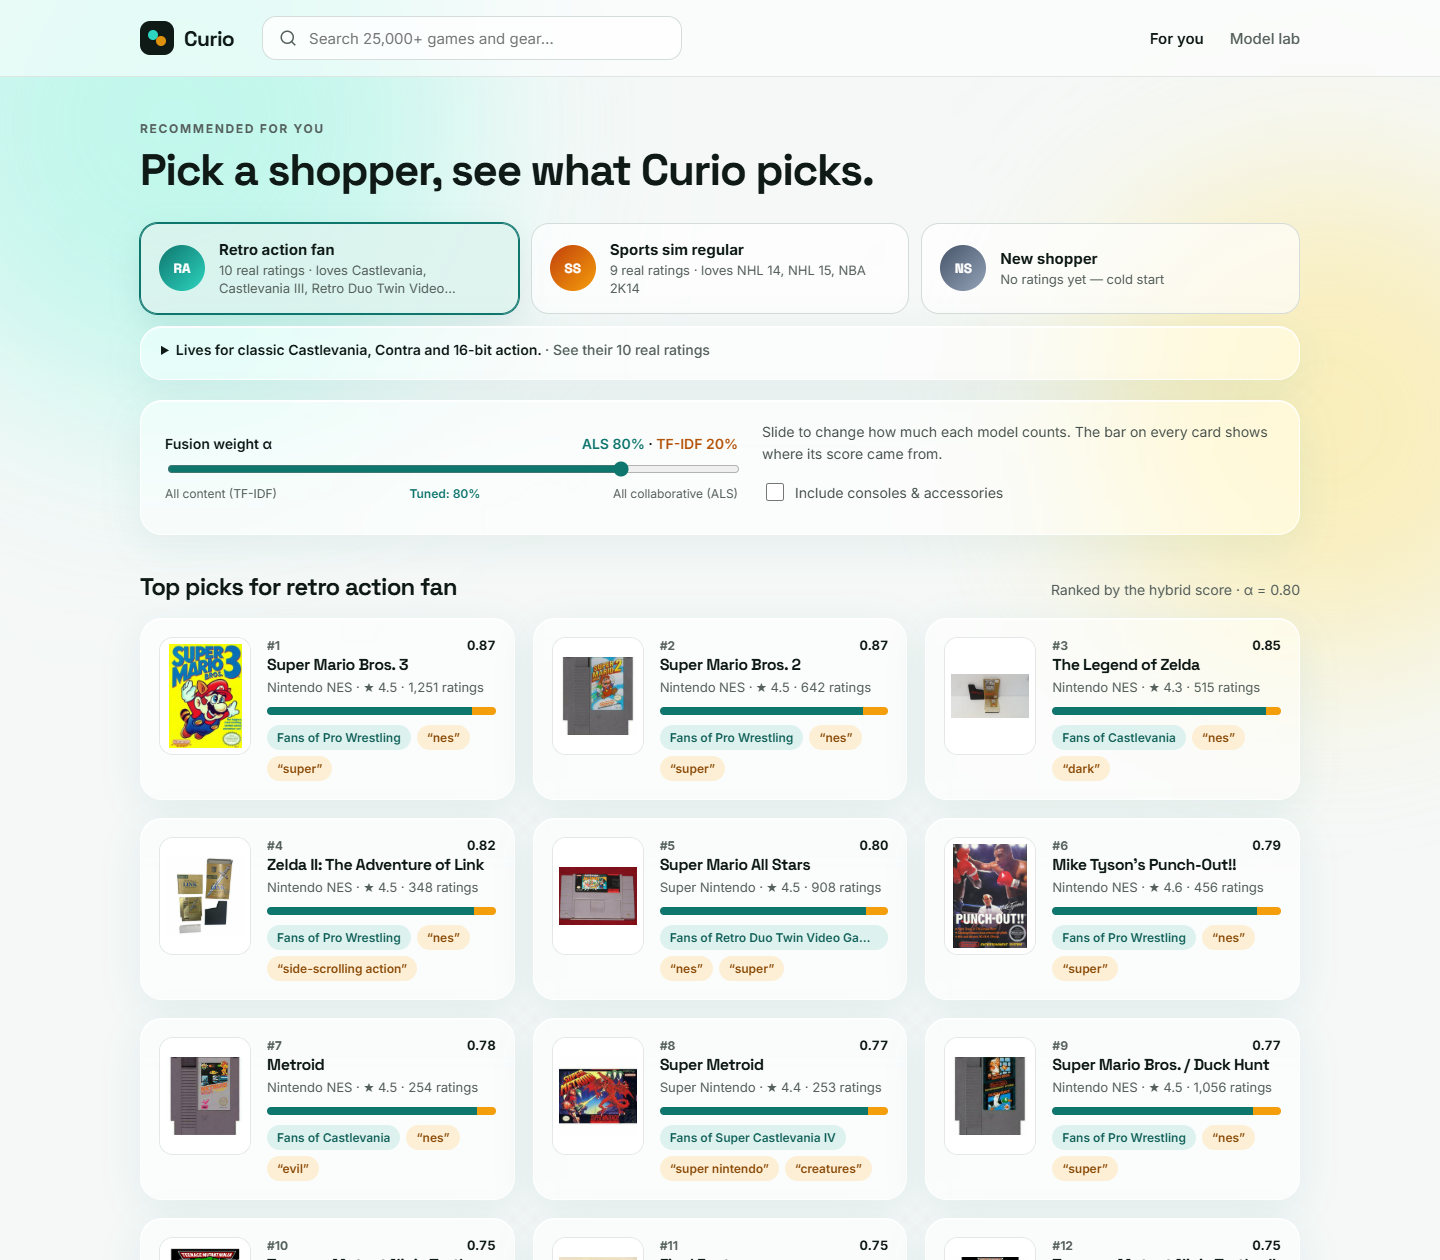 Curio
Search 25,000+ games and gear...
For you
Model lab
RECOMMENDED FOR YOU
Pick a shopper, see what Curio picks.
RA
Retro action fan
10 real ratings · loves Castlevania,
Castlevania III, Retro Duo Twin Video...
SS
Sports sim regular
9 real ratings · loves NHL 14, NHL 15, NBA
2K14
NS
New shopper
No ratings yet — cold start
Lives for classic Castlevania, Contra and 16-bit action. · See their 10 real ratings
Fusion weight α
ALS 80% · TF-IDF 20%
All content (TF-IDF)
Tuned: 80%
All collaborative (ALS)
Slide to change how much each model counts. The bar on every card shows
where its score came from.
Include consoles & accessories
Top picks for retro action fan
Ranked by the hybrid score · α = 0.80
SUPER
MARIO
BROS.
3
#1
0.87
Super Mario Bros. 3
Nintendo NES · ★ 4.5 · 1,251 ratings
Fans of Pro Wrestling
“nes”
“super”
#2
0.87
Super Mario Bros. 2
Nintendo NES · ★ 4.5 · 642 ratings
Fans of Pro Wrestling
“nes”
“super”
#3
0.85
The Legend of Zelda
Nintendo NES · ★ 4.3 · 515 ratings
Fans of Castlevania
“nes”
“dark”
#4
0.82
Zelda II: The Adventure of Link
Nintendo NES · ★ 4.5 · 348 ratings
Fans of Pro Wrestling
“nes”
“side-scrolling action”
#5
0.80
Super Mario All Stars
Super Nintendo · ★ 4.5 · 908 ratings
Fans of Retro Duo Twin Video Ga...
“nes”
“super”
PUNCH-OUT!!
#6
0.79
Mike Tyson's Punch-Out!!
Nintendo NES · ★ 4.6 · 456 ratings
Fans of Pro Wrestling
“nes”
“super”
#7
0.78
Metroid
Nintendo NES · ★ 4.5 · 254 ratings
Fans of Castlevania
“nes”
“evil”
#8
0.77
Super Metroid
Super Nintendo · ★ 4.4 · 253 ratings
Fans of Super Castlevania IV
“super nintendo”
“creatures”
#9
0.77
Super Mario Bros. / Duck Hunt
Nintendo NES · ★ 4.5 · 1,056 ratings
Fans of Pro Wrestling
“nes”
“super”
#10
0.75
#11
0.75
#12
0.75